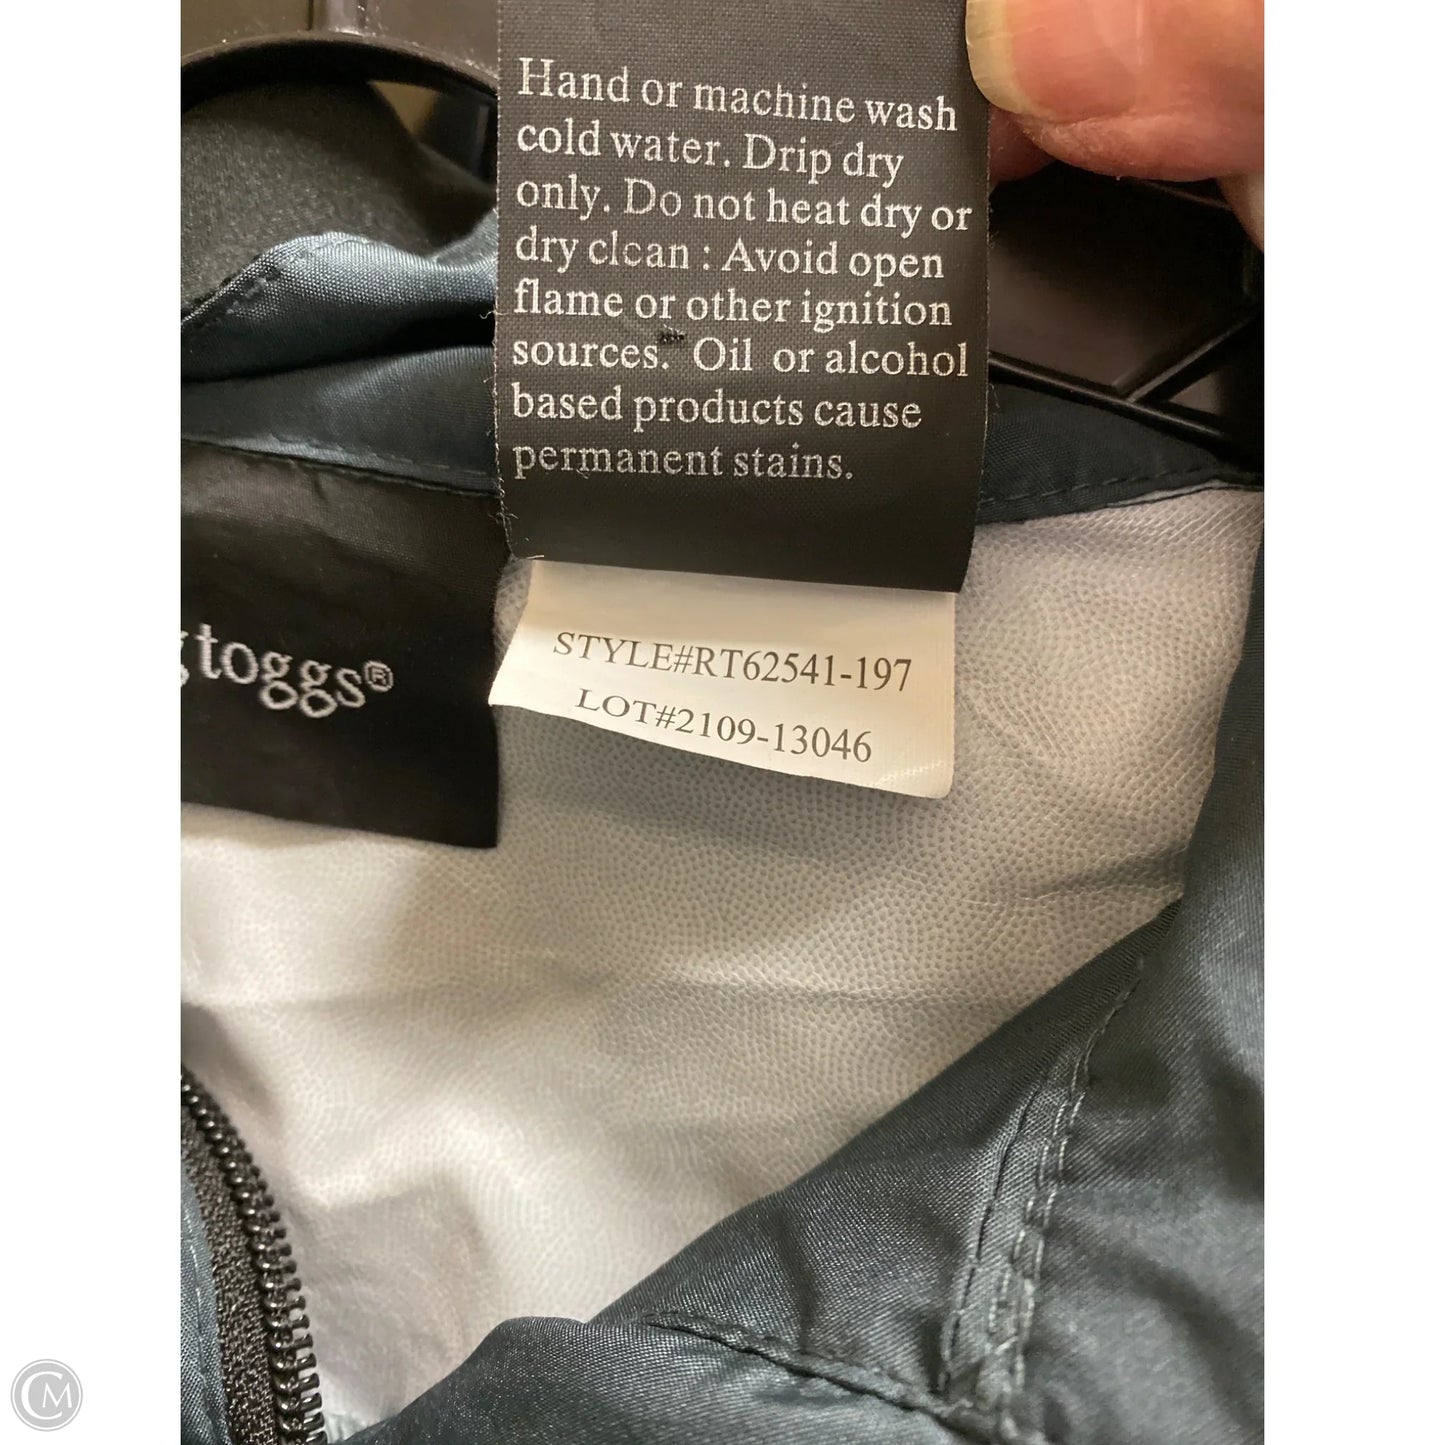 Hand or machine wash
cold water. Drip dry
only. Do not heat dry or
dry clean : Avoid open
flame or other ignition
sources. Oil or alcohol
based products cause
permanent stains.
toggs®
STYLE#RT62541-197
LOT#2109-13046
CM